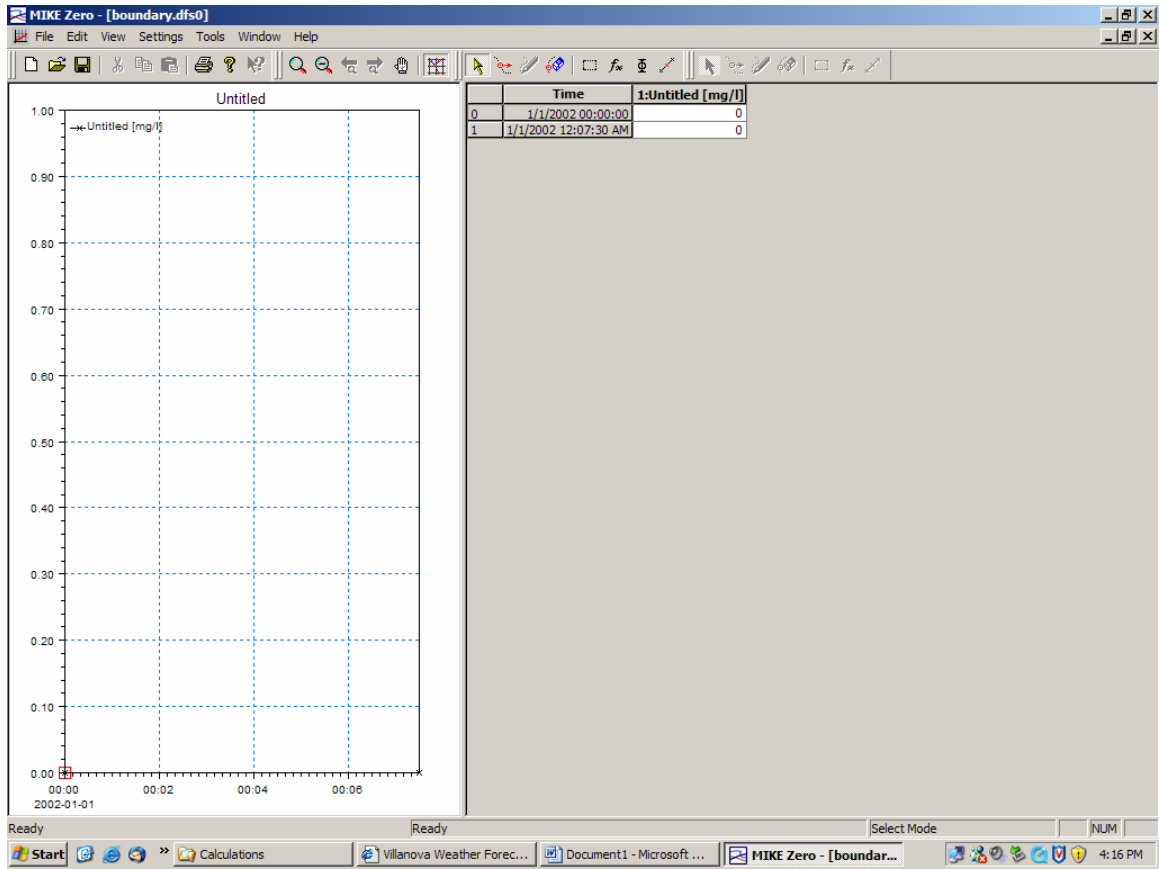 MIKE Zero - [boundary.dfs0]
File Edit View Settings Tools Window Help
Untitled
Untitled [mg/l]
1.00
0.90
0.80
0.70
0.60
0.50
0.40
0.30
0.20
0.10
0.00
00:00 00:02 00:04 00:06
2002-01-01
Time 1:Untitled [mg/l]
0 1/1/2002 00:00:00 0
1 1/1/2002 12:07:30 AM 0
Ready Ready Select Mode NUM
Start » Calculations Villanova Weather Forec... Document1 - Microsoft ... MIKE Zero - [boundar... 4:16 PM